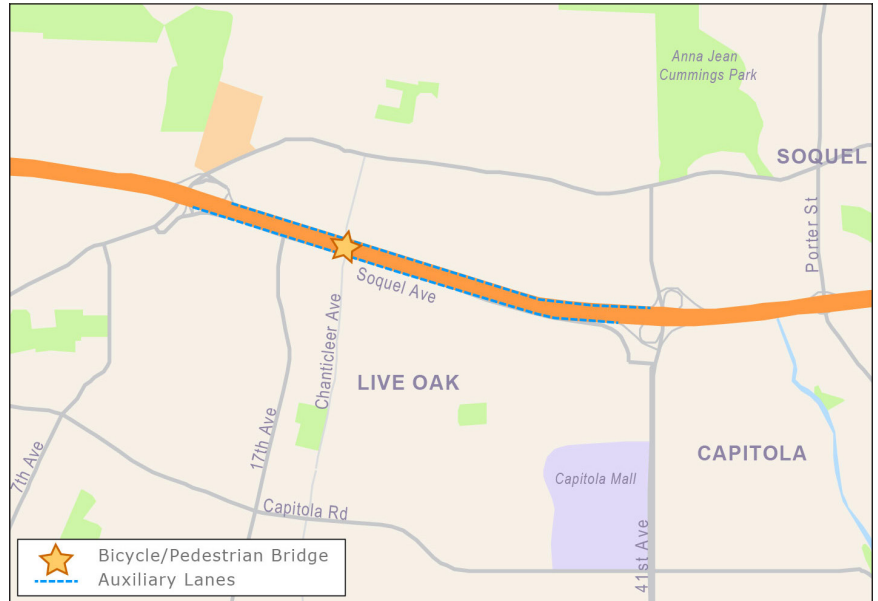 Anna Jean
Cummings Park
SOQUEL
Porter St
Soquel Ave
Chanticleer Ave
LIVE OAK
17th Ave
7th Ave
CAPITOLA
Capitola Mall
Capitola Rd
41st Ave
Bicycle/Pedestrian Bridge
Auxiliary Lanes